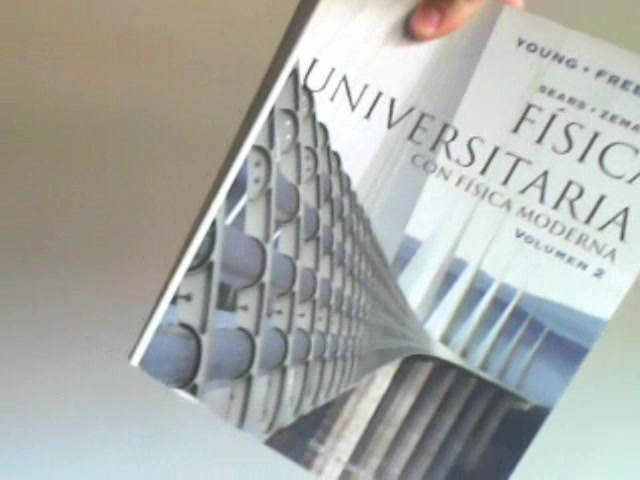 YOUNG • FREE
SEARS • ZEMA
FÍSICA
UNIVERSITARIA
CON FÍSICA MODERNA
VOLUMEN 2